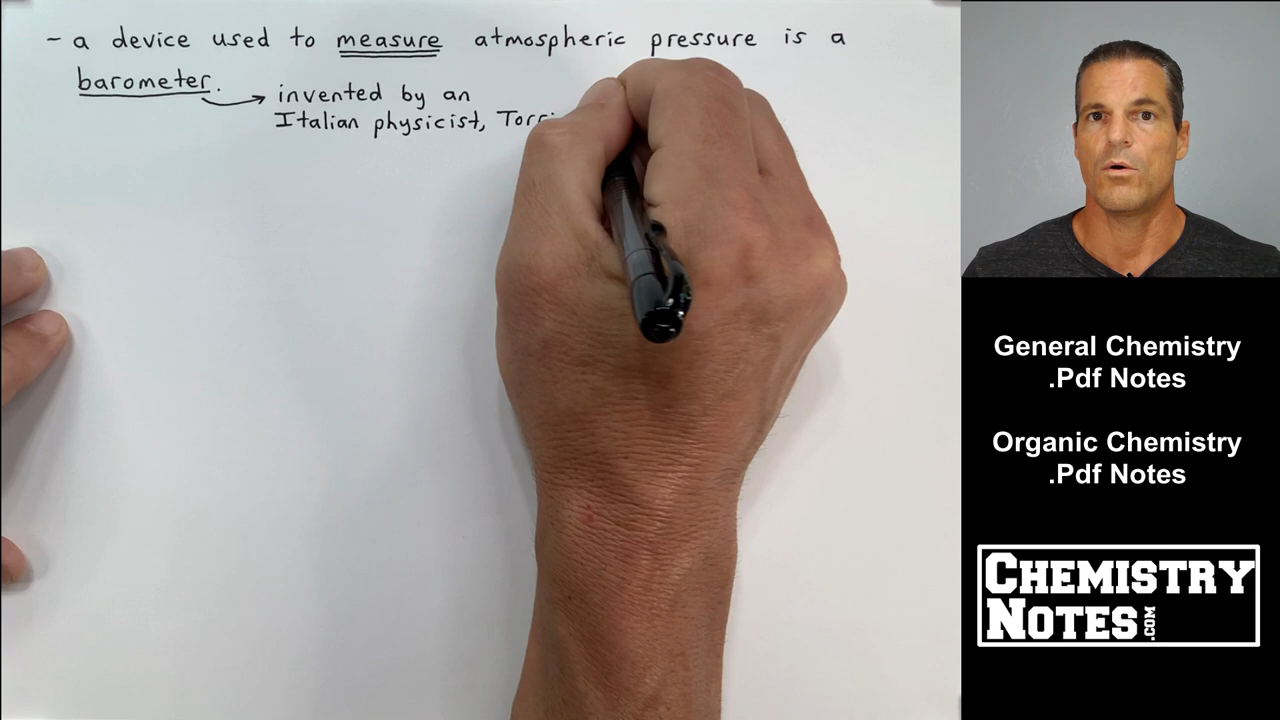 - a device used to measure atmospheric pressure is a
barometer.
invented by an
Italian physicist,
General Chemistry
.Pdf Notes
Organic Chemistry
.Pdf Notes
CHEMISTRY
NOTES.COM